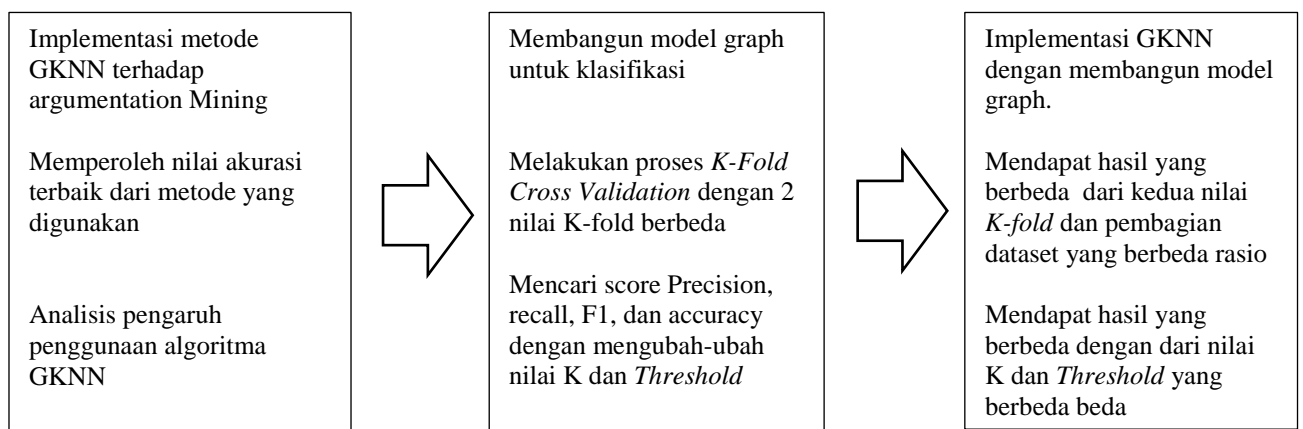 Implementasi metode
GKNN terhadap
argumentation Mining
Memperoleh nilai akurasi
terbaik dari metode yang
digunakan
Analisis pengaruh
penggunaan algoritma
GKNN
Membangun model graph
untuk klasifikasi
Melakukan proses K-Fold
Cross Validation dengan 2
nilai K-fold berbeda
Mencari score Precision,
recall, F1, dan accuracy
dengan mengubah-ubah
nilai K dan Threshold
Implementasi GKNN
dengan membangun model
graph.
Mendapat hasil yang
berbeda  dari kedua nilai
K-fold dan pembagian
dataset yang berbeda rasio
Mendapat hasil yang
berbeda dengan dari nilai
K dan Threshold yang
berbeda beda